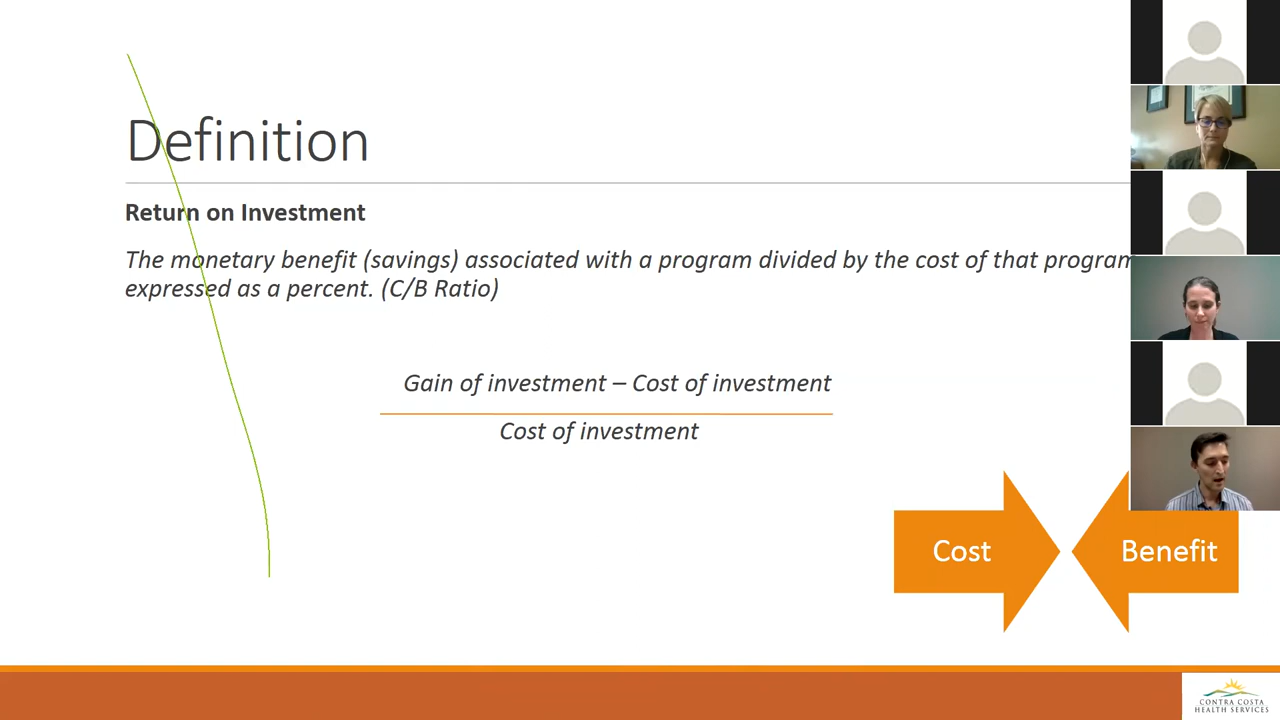 Definition
Return on Investment
The monetary benefit (savings) associated with a program divided by the cost of that program
expressed as a percent. (C/B Ratio)
Gain of investment – Cost of investment
Cost of investment
Cost
Benefit
CONTRA COSTA
HEALTH SERVICES